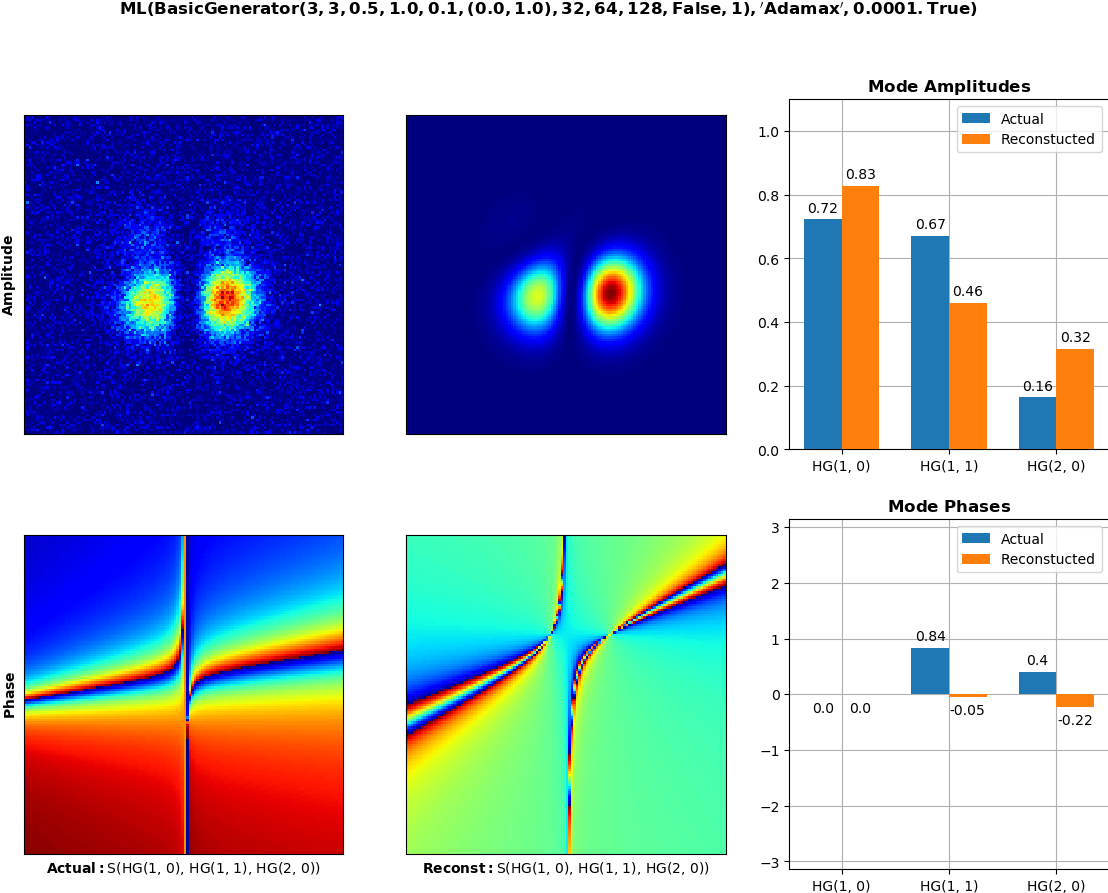 ML(BasicGenerator(3, 3, 0.5, 1.0, 0.1, (0.0, 1.0), 32, 64, 128, False, 1), ′Adamax′, 0.0001. True)
Amplitude
Mode Amplitudes
Actual
Reconstucted
1.0
0.8
0.6
0.4
0.2
0.0
0.72
0.83
0.67
0.46
0.16
0.32
HG(1, 0)
HG(1, 1)
HG(2, 0)
Phase
Actual: S(HG(1, 0), HG(1, 1), HG(2, 0))
Reconst: S(HG(1, 0), HG(1, 1), HG(2, 0))
Mode Phases
Actual
Reconstucted
3
2
1
0
−1
−2
−3
0.0
0.0
0.84
-0.05
0.4
-0.22
HG(1, 0)
HG(1, 1)
HG(2, 0)